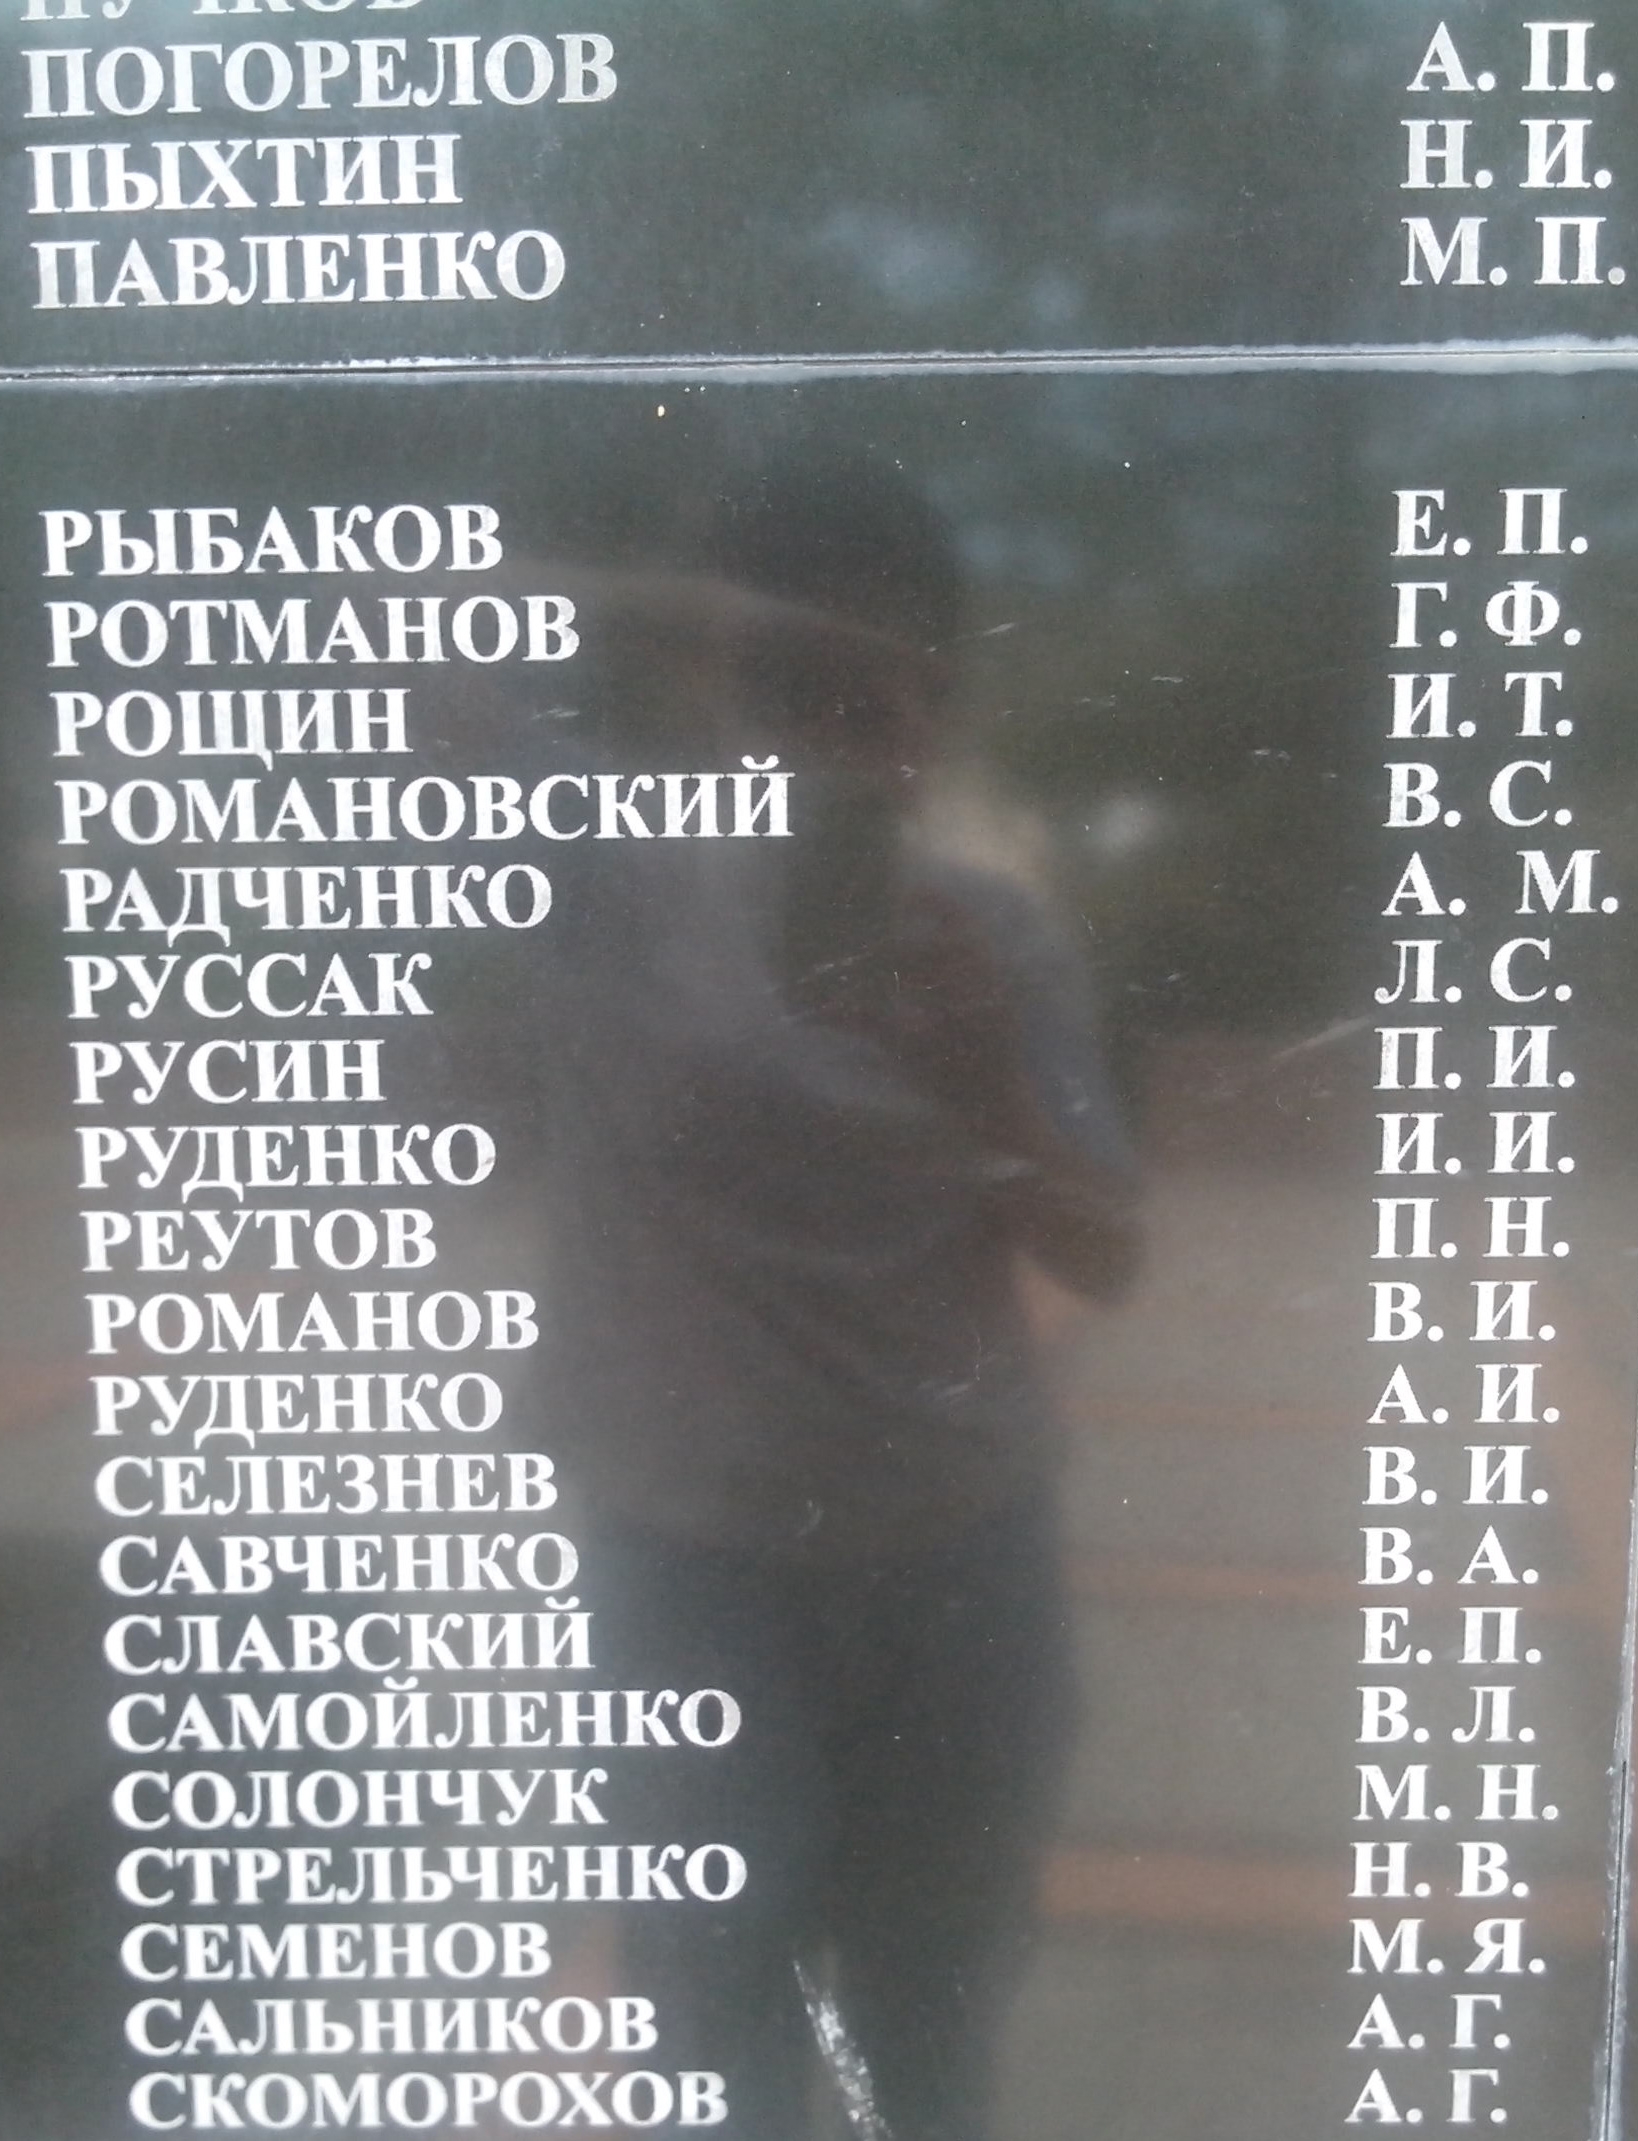 ПОГОРЕЛОВ А. П.
ПЫХТИН Н. И.
ПАВЛЕНКО М. П.
РЫБАКОВ Е. П.
РОТМАНОВ Г. Ф.
РОЩИН И. Т.
РОМАНОВСКИЙ В. С.
РАДЧЕНКО А. М.
РУССАК Л. С.
РУСИН П. И.
РУДЕНКО И. И.
РЕУТОВ П. Н.
РОМАНОВ В. И.
РУДЕНКО А. И.
СЕЛЕЗНЕВ В. И.
САВЧЕНКО В. А.
СЛАВСКИЙ Е. П.
САМОЙЛЕНКО В. Л.
СОЛОНЧУК М. Н.
СТРЕЛЬЧЕНКО Н. В.
СЕМЕНОВ М. Я.
САЛЬНИКОВ А. Г.
СКОМОРОХОВ А. Г.